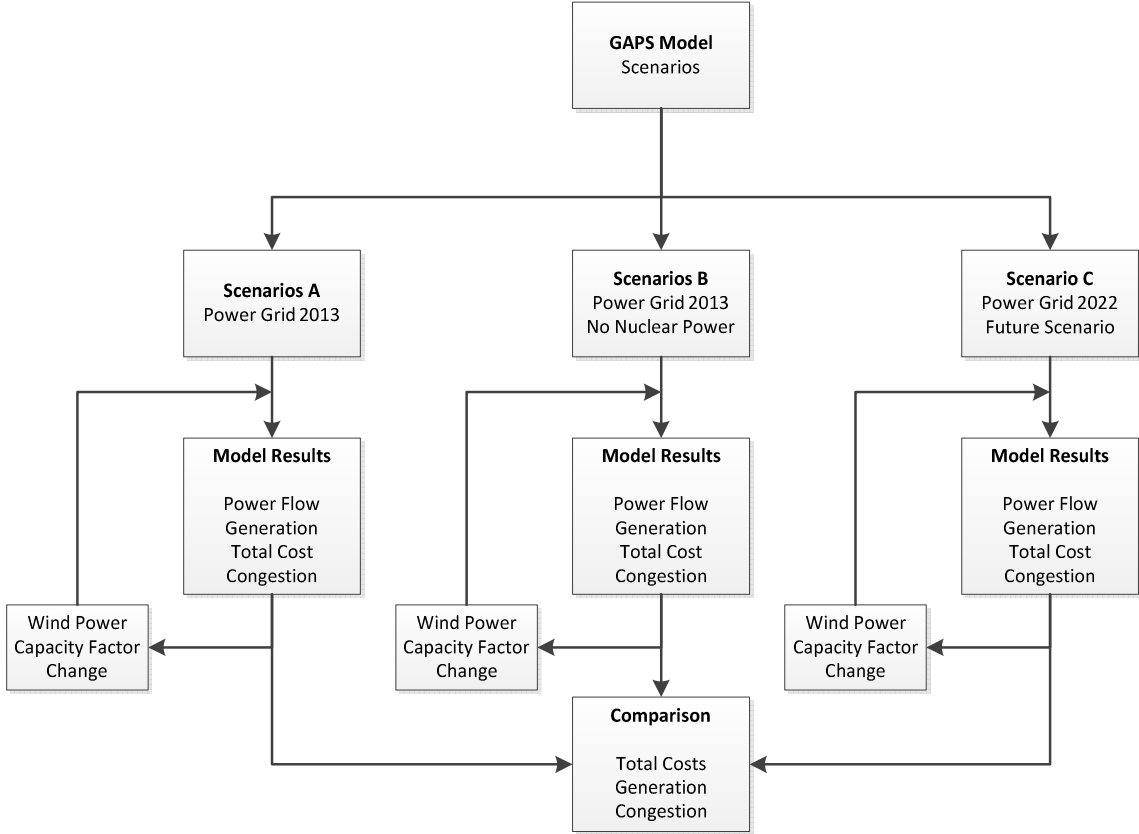 GAPS Model
Scenarios
Scenarios A
Power Grid 2013
Scenarios B
Power Grid 2013
No Nuclear Power
Scenario C
Power Grid 2022
Future Scenario
Model Results
Power Flow
Generation
Total Cost
Congestion
Model Results
Power Flow
Generation
Total Cost
Congestion
Model Results
Power Flow
Generation
Total Cost
Congestion
Wind Power
Capacity Factor
Change
Wind Power
Capacity Factor
Change
Wind Power
Capacity Factor
Change
Comparison
Total Costs
Generation
Congestion